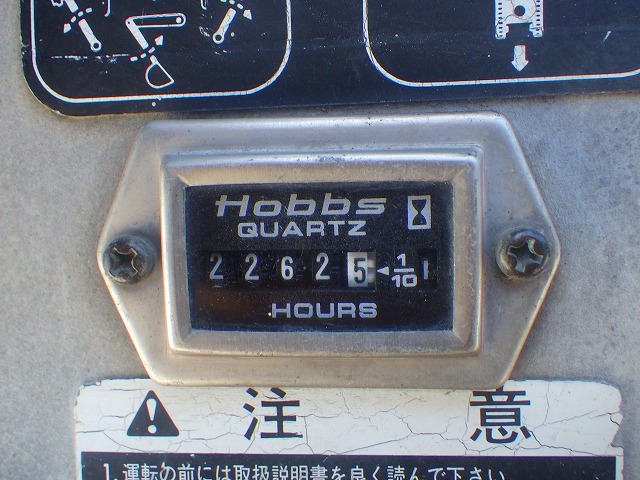 Hobbs
QUARTZ
22625 ◄ 1/10
HOURS
注意
1.運転の前には取扱説明書を良く読んで下さい